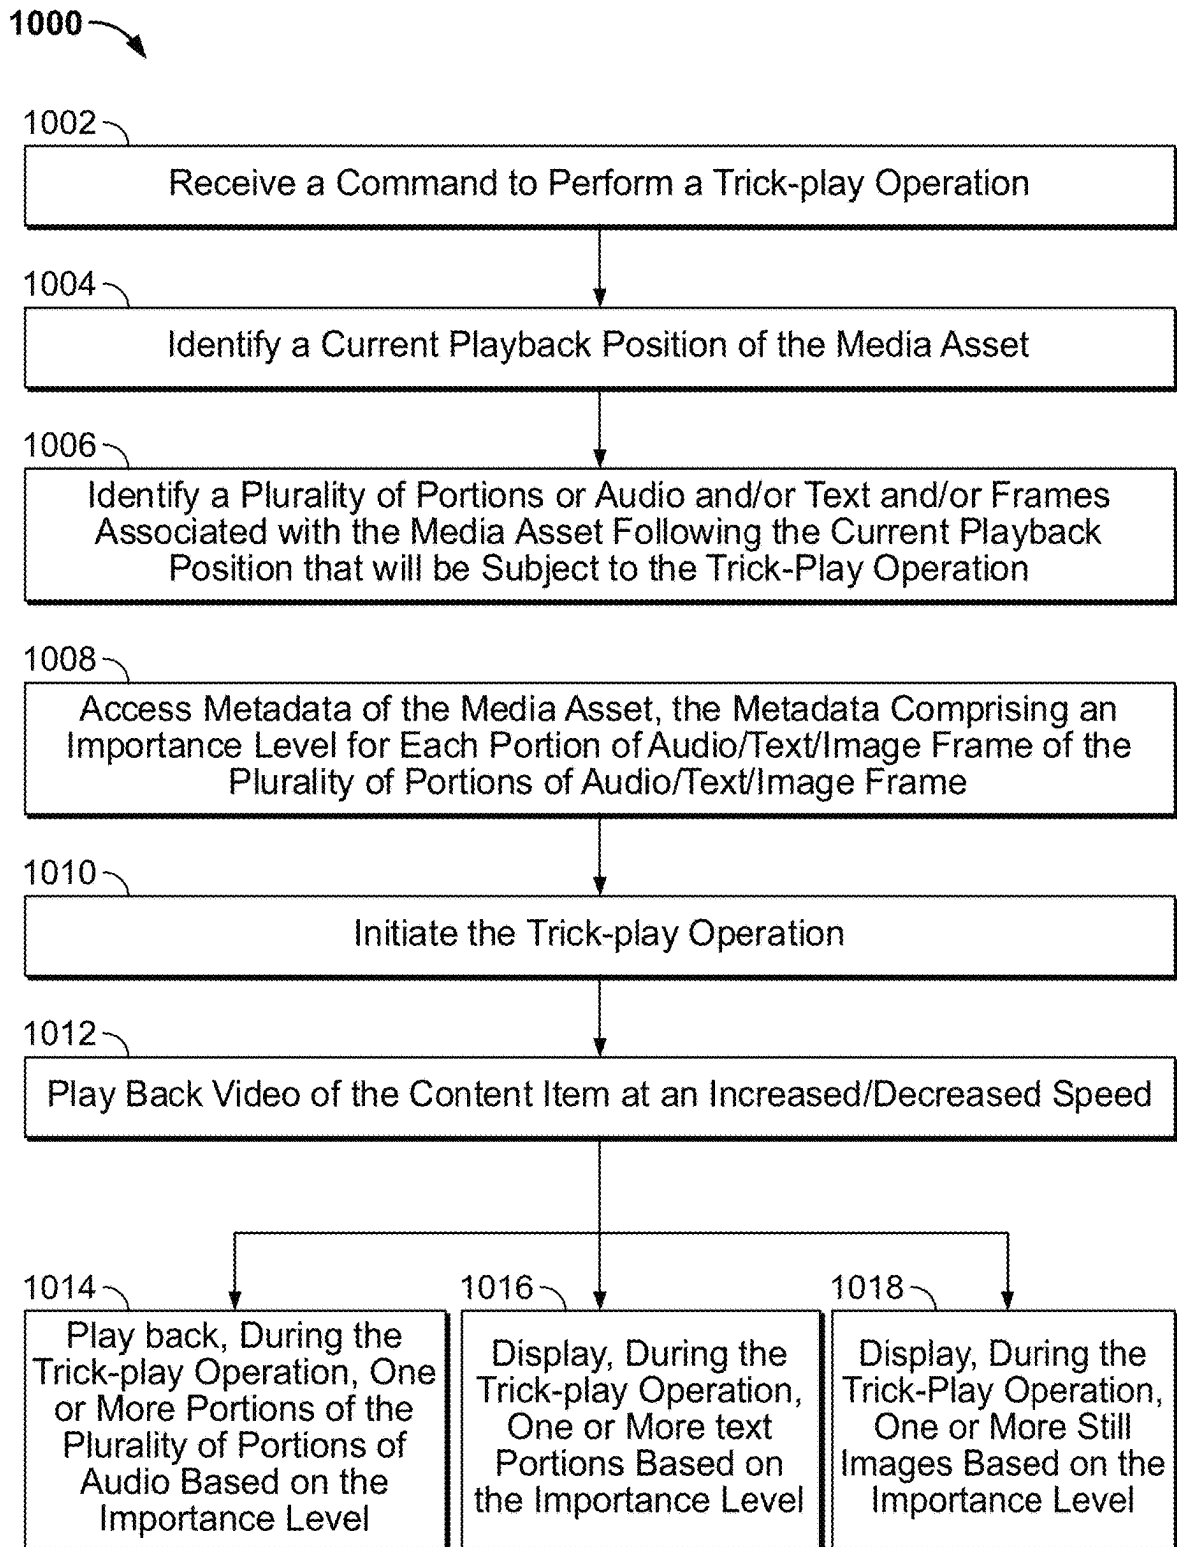 1000
1002
Receive a Command to Perform a Trick-play Operation
1004
Identify a Current Playback Position of the Media Asset
1006
Identify a Plurality of Portions or Audio and/or Text and/or Frames
Associated with the Media Asset Following the Current Playback
Position that will be Subject to the Trick-Play Operation
1008
Access Metadata of the Media Asset, the Metadata Comprising an
Importance Level for Each Portion of Audio/Text/Image Frame of the
Plurality of Portions of Audio/Text/Image Frame
1010
Initiate the Trick-play Operation
1012
Play Back Video of the Content Item at an Increased/Decreased Speed
1014
Play back, During the
Trick-play Operation, One
or More Portions of the
Plurality of Portions of
Audio Based on the
Importance Level
1016
Display, During the
Trick-play Operation,
One or More text
Portions Based on
the Importance Level
1018
Display, During the
Trick-Play Operation,
One or More Still
Images Based on the
Importance Level